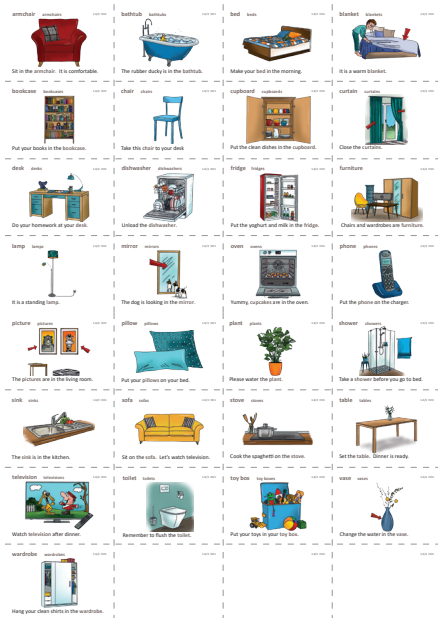 armchair armchairs
Sit in the armchair. It is comfortable.
bathtub bathtubs
The rubber ducky is in the bathtub.
bed beds
Make your bed in the morning.
blanket blankets
It is a warm blanket.
bookcase bookcases
Put your books in the bookcase.
chair chairs
Take this chair to your desk
cupboard cupboards
Put the clean dishes in the cupboard.
curtain curtains
Close the curtains.
desk desks
Do your homework at your desk.
dishwasher dishwashers
Unload the dishwasher.
fridge fridges
Put the yoghurt and milk in the fridge.
furniture
Chairs and wardrobes are furniture.
lamp lamps
It is a standing lamp.
mirror mirrors
The dog is looking in the mirror.
oven ovens
Yummy, cupcakes are in the oven.
phone phones
Put the phone on the charger.
picture pictures
The pictures are in the living room.
pillow pillows
Put your pillows on your bed.
plant plants
Please water the plant.
shower showers
Take a shower before you go to bed.
sink sinks
The sink is in the kitchen.
sofa sofas
Sit on the sofa. Let's watch television.
stove stoves
Cook the spaghetti on the stove.
table tables
Set the table. Dinner is ready.
television televisions
Watch television after dinner.
toilet toilets
Remember to flush the toilet.
toy box toy boxes
Put your toys in your toy box.
vase vases
Change the water in the vase.
wardrobe wardrobes
Hang your clean shirts in the wardrobe.